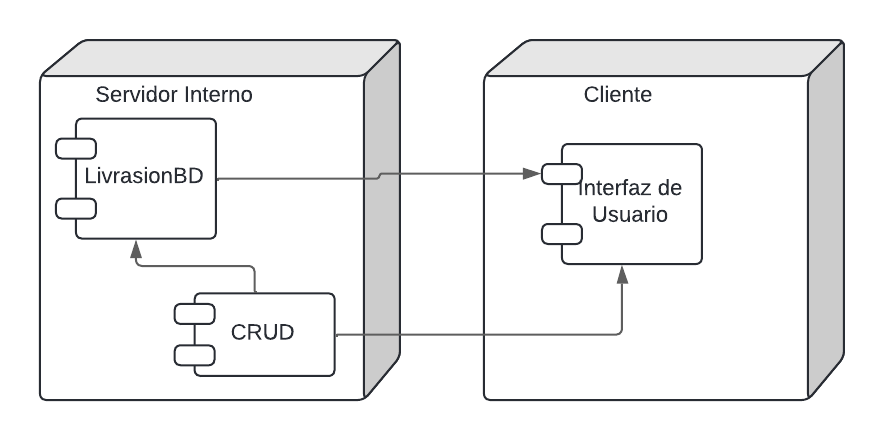 Servidor Interno
LivrasionBD
CRUD
Cliente
Interfaz de
Usuario